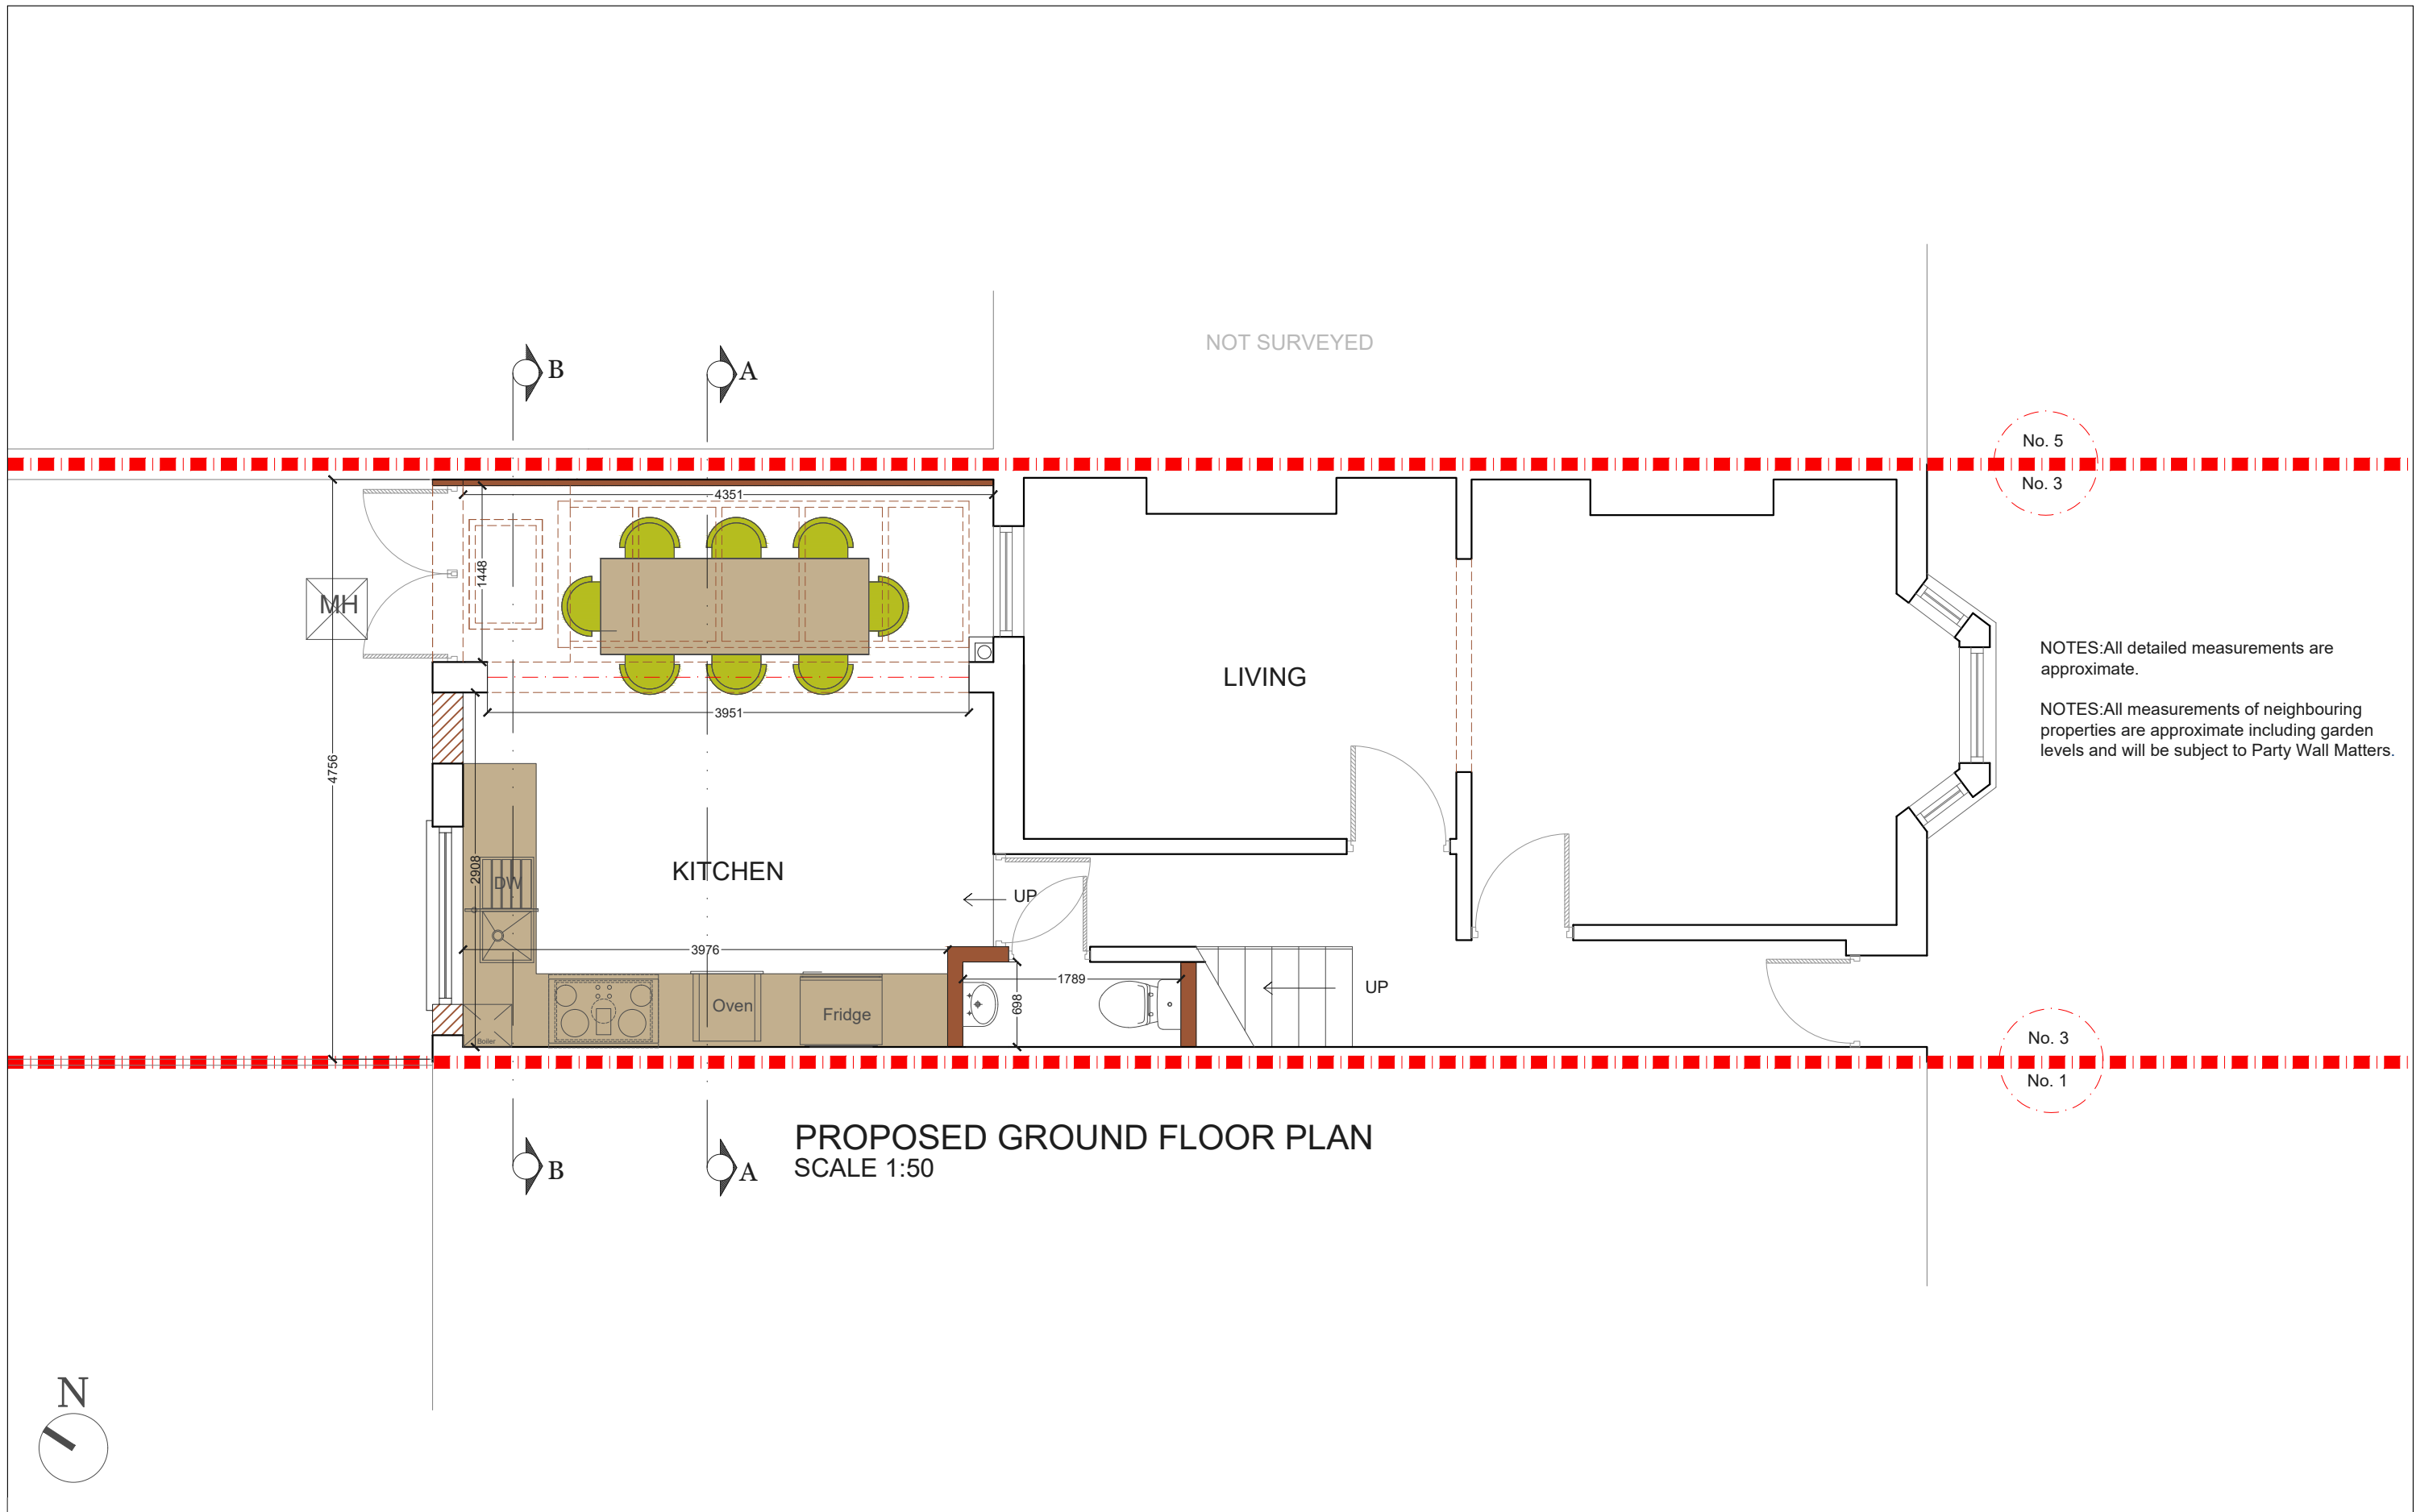 NOT SURVEYED
B
A
No. 5
No. 3
4351
1448
MH
NOTES:All detailed measurements are
approximate.
LIVING
NOTES:All measurements of neighbouring
properties are approximate including garden
levels and will be subject to Party Wall Matters.
3951
4756
2908
KITCHEN
DW
UP
3976
1789
698
UP
Oven
Fridge
Boiler
No. 3
No. 1
PROPOSED GROUND FLOOR PLAN
SCALE 1:50
B
A
N